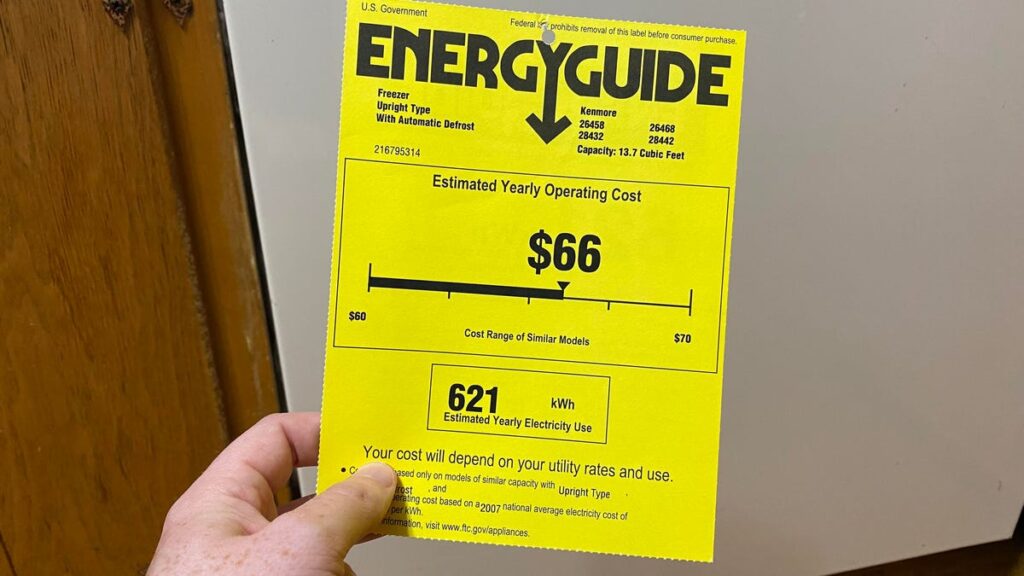 U.S. Government
Federal law prohibits removal of this label before consumer purchase.
ENERGYGUIDE
Freezer
Upright Type
With Automatic Defrost
216795314
Kenmore
26458 26468
28432 28442
Capacity: 13.7 Cubic Feet
Estimated Yearly Operating Cost
$66
$60
$70
Cost Range of Similar Models
621 kWh
Estimated Yearly Electricity Use
Your cost will depend on your utility rates and use.
based only on models of similar capacity with Upright Type
, and
operating cost based on a 2007 national average electricity cost of
per kWh.
information, visit www.ftc.gov/appliances.